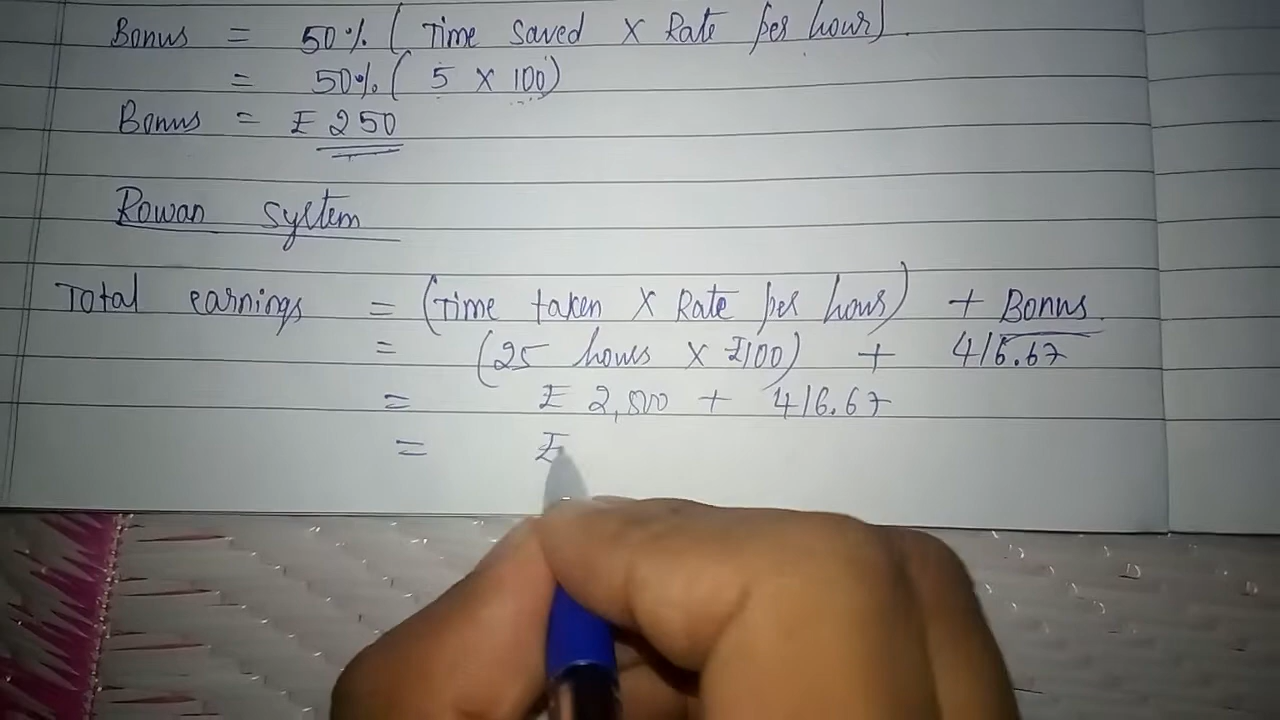 Bonus = 50% ( Time Saved X Rate per hour)
= 50% ( 5 X 100)
Bonus = ₹ 250
Rowan system
Total earnings = (Time taken X Rate per hour) + Bonus
= (25 hours X ₹100) + 416.67
= ₹ 2,500 + 416.67
= ₹